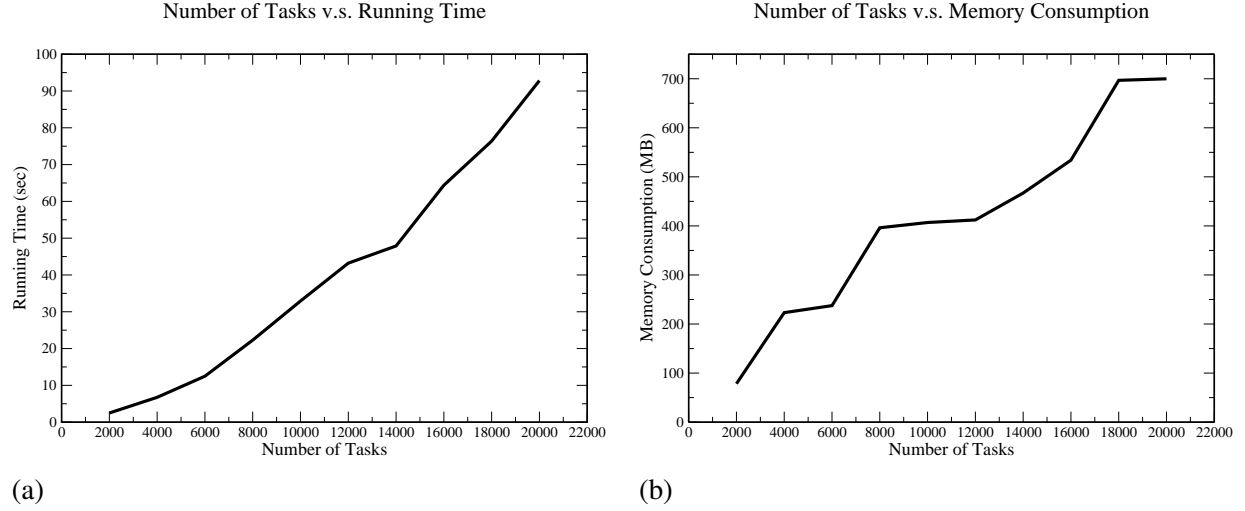 Number of Tasks v.s. Running Time
100
90
80
70
60
50
40
30
20
10
0
Running Time (sec)
0 2000 4000 6000 8000 10000 12000 14000 16000 18000 20000 22000
Number of Tasks
(a)
Number of Tasks v.s. Memory Consumption
700
600
500
400
300
200
100
0
Memory Consumption (MB)
0 2000 4000 6000 8000 10000 12000 14000 16000 18000 20000 22000
Number of Tasks
(b)